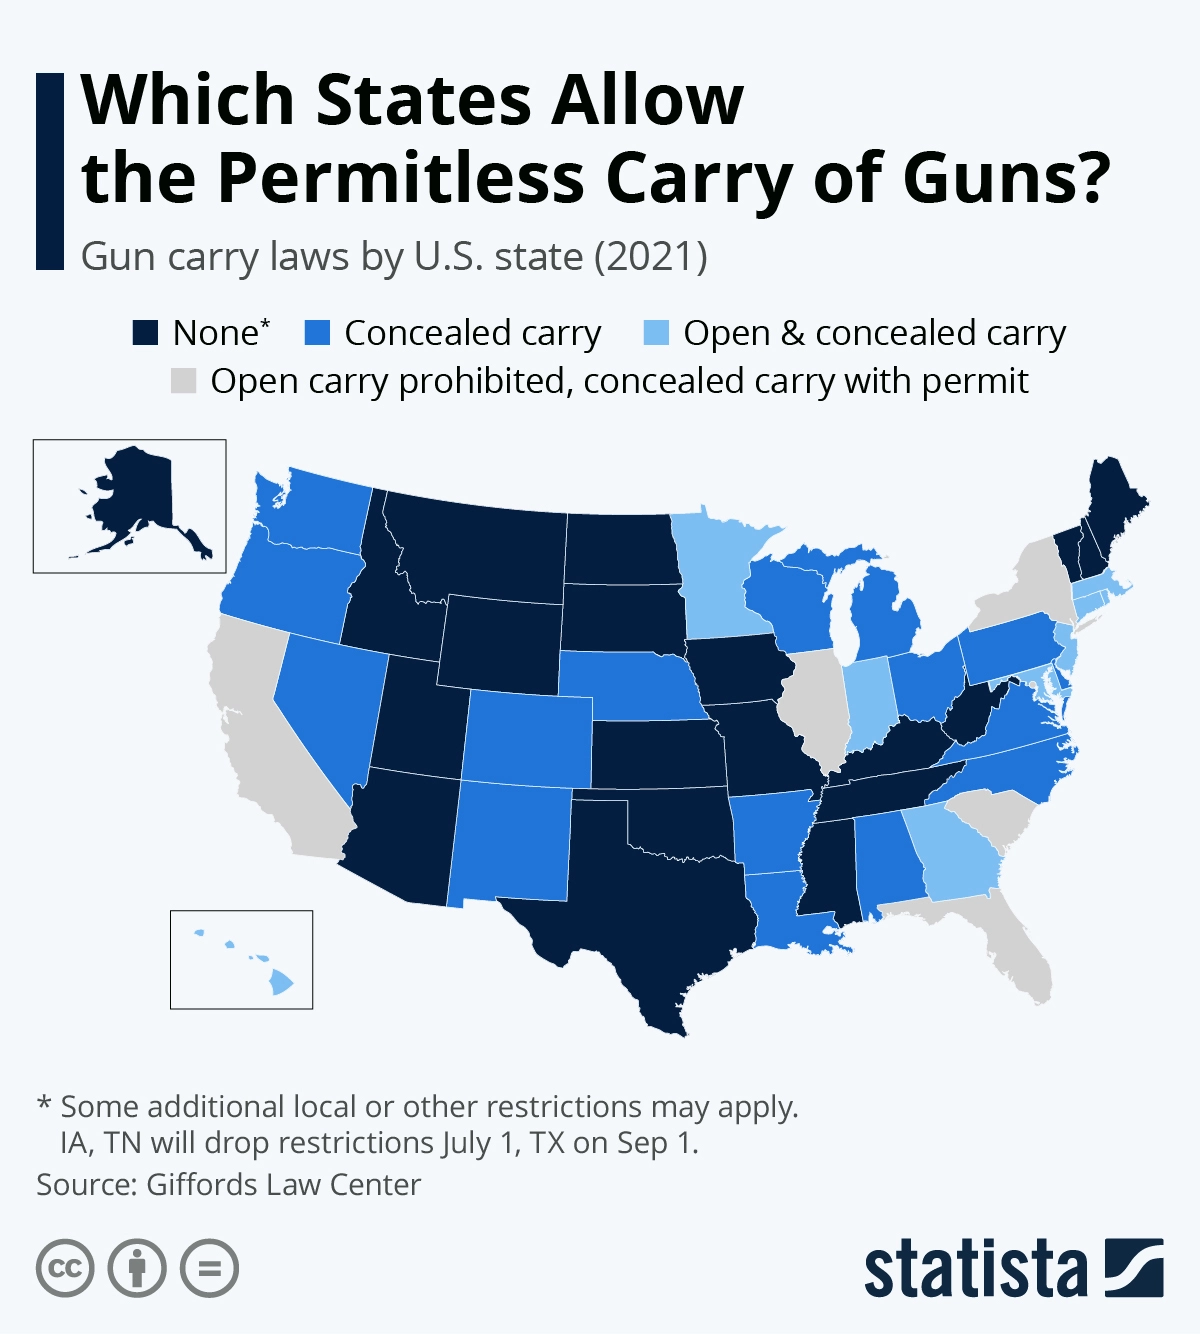 Which States Allow
the Permitless Carry of Guns?
Gun carry laws by U.S. state (2021)
None* Concealed carry Open & concealed carry
Open carry prohibited, concealed carry with permit
* Some additional local or other restrictions may apply.
IA, TN will drop restrictions July 1, TX on Sep 1.
Source: Giffords Law Center
cc
statista